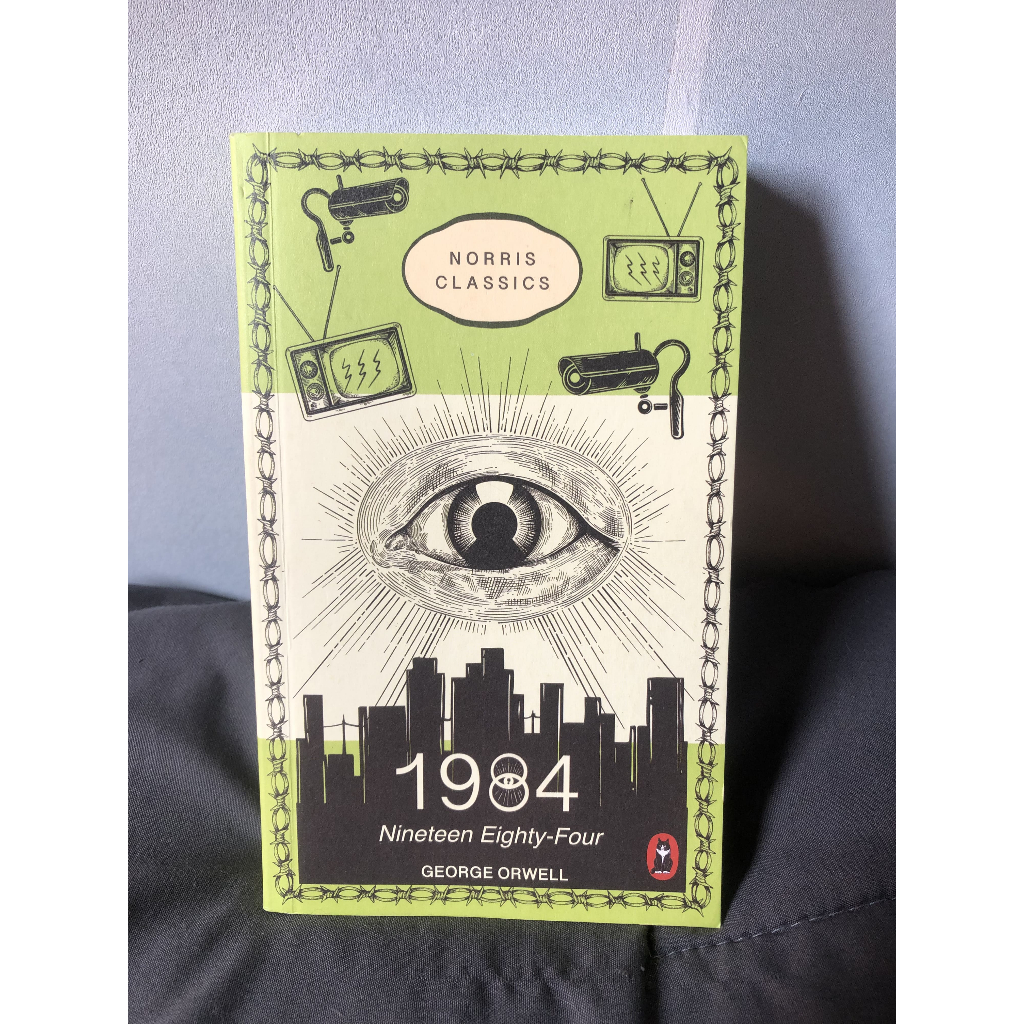 NORRIS
CLASSICS
1984
Nineteen Eighty-Four
GEORGE ORWELL